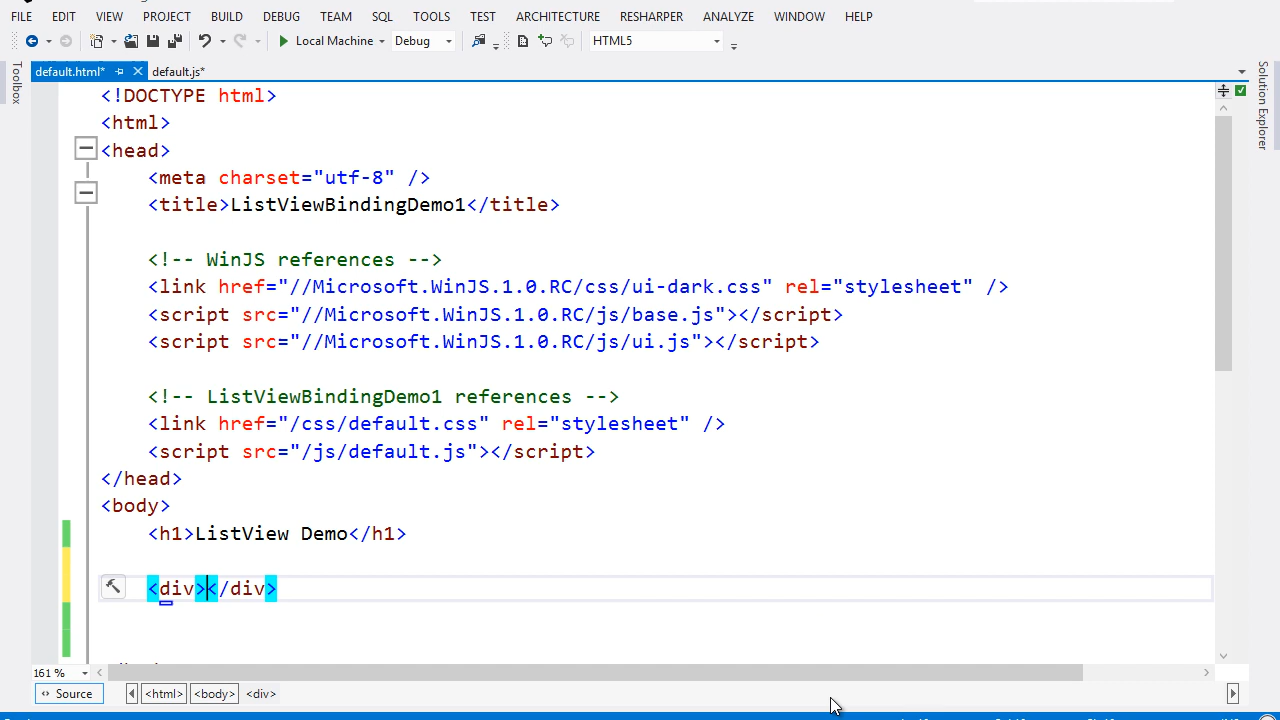 FILE EDIT VIEW PROJECT BUILD DEBUG TEAM SQL TOOLS TEST ARCHITECTURE RESHARPER ANALYZE WINDOW HELP
Local Machine Debug HTML5
default.html* default.js*
Toolbox
Solution Explorer
<!DOCTYPE html>
<html>
<head>
<meta charset="utf-8" />
<title>ListViewBindingDemo1</title>
<!-- WinJS references -->
<link href="//Microsoft.WinJS.1.0.RC/css/ui-dark.css" rel="stylesheet" />
<script src="//Microsoft.WinJS.1.0.RC/js/base.js"></script>
<script src="//Microsoft.WinJS.1.0.RC/js/ui.js"></script>
<!-- ListViewBindingDemo1 references -->
<link href="/css/default.css" rel="stylesheet" />
<script src="/js/default.js"></script>
</head>
<body>
<h1>ListView Demo</h1>
<div></div>
161 %
Source <html> <body> <div>